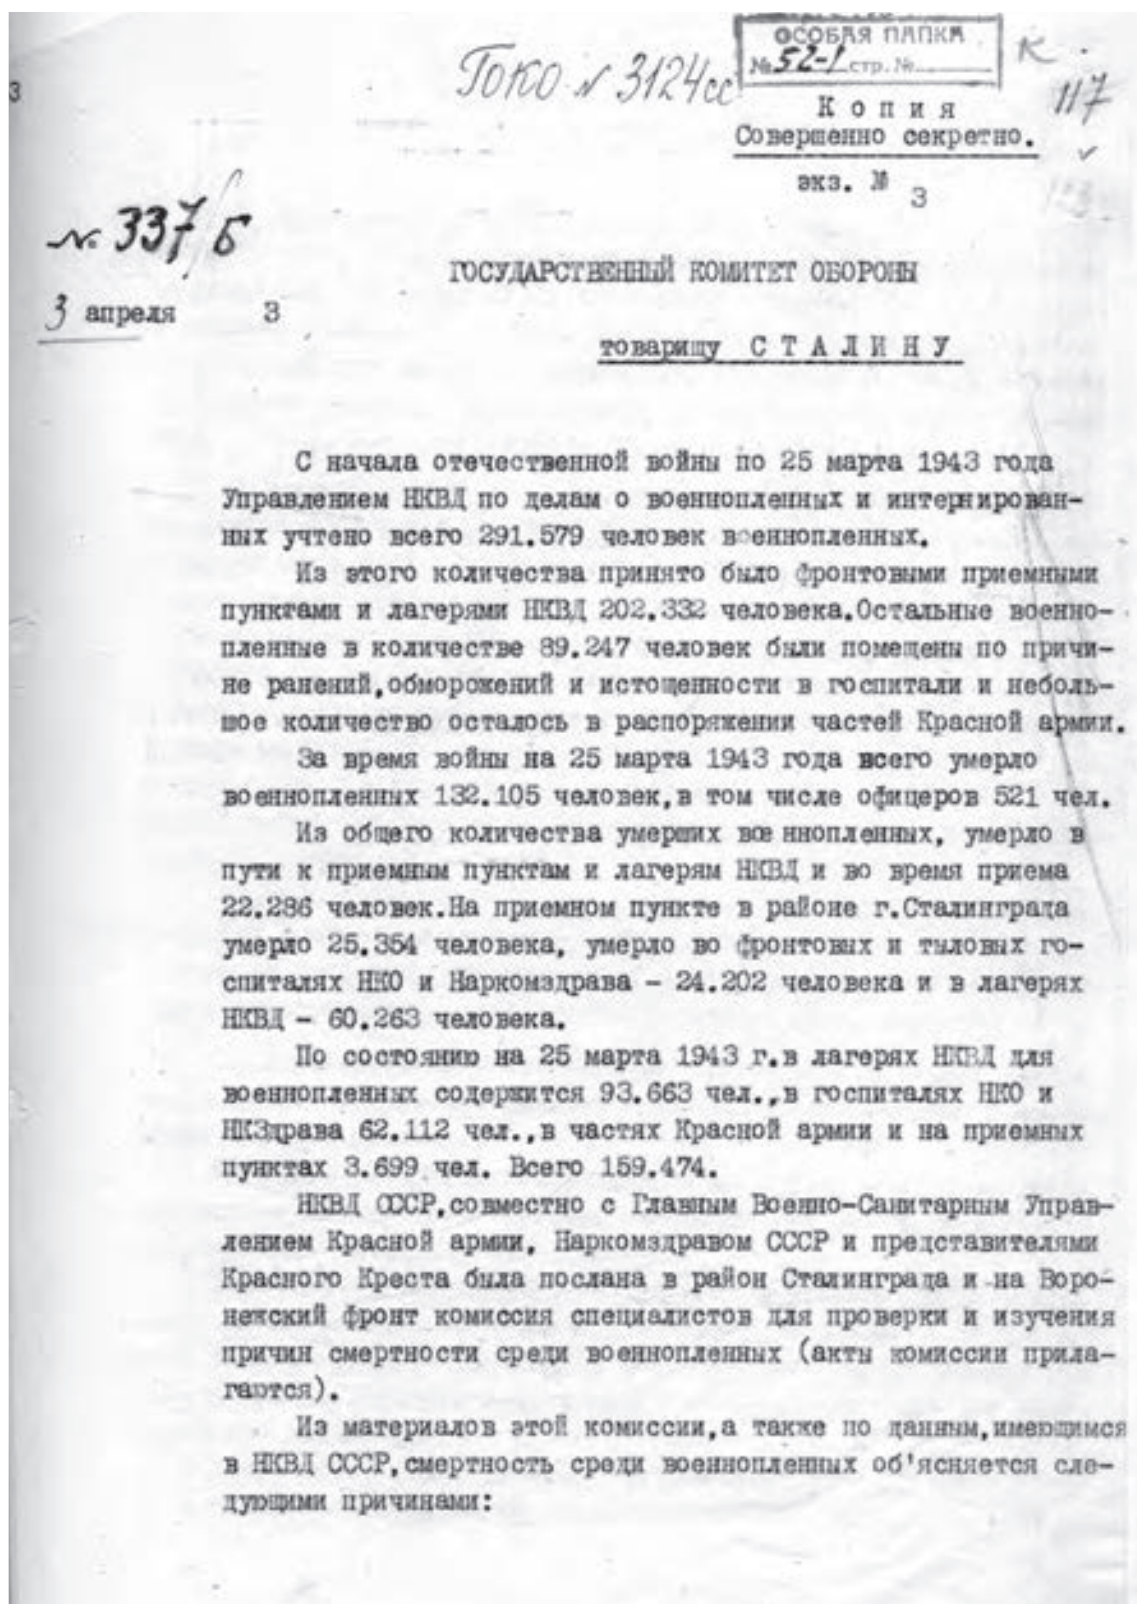 ОСОБАЯ ПАПКА
№ 52-1 стр. №
ГОКО № 3124сс
К
117
3
Копия
Совершенно секретно.
экз. № 3
№ 337/Б
3 апреля 3
ГОСУДАРСТВЕННЫЙ КОМИТЕТ ОБОРОНЫ
товарищу СТАЛИНУ
С начала отечественной войны по 25 марта 1943 года
Управлением НКВД по делам о военнопленных и интернирован-
ных учтено всего 291.579 человек военнопленных.
Из этого количества принято было фронтовыми приемными
пунктами и лагерями НКВД 202.332 человека.Остальные военно-
пленные в количестве 89.247 человек были помещены по причи-
не ранений,обморожений и истощенности в госпитали и неболь-
шое количество осталось в распоряжении частей Красной армии.
За время войны на 25 марта 1943 года всего умерло
военнопленных 132.105 человек,в том числе офицеров 521 чел.
Из общего количества умерших военнопленных, умерло в
пути к приемным пунктам и лагерям НКВД и во время приема
22.286 человек.На приемном пункте в районе г.Сталинграда
умерло 25.354 человека, умерло во фронтовых и тыловых го-
спиталях НКО и Наркомздрава - 24.202 человека и в лагерях
НКВД - 60.263 человека.
По состоянию на 25 марта 1943 г.в лагерях НКВД для
военнопленных содержится 93.663 чел.,в госпиталях НКО и
НКЗдрава 62.112 чел.,в частях Красной армии и на приемных
пунктах 3.699 чел. Всего 159.474.
НКВД СССР,совместно с Главным Военно-Санитарным Управ-
лением Красной армии, Наркомздравом СССР и представителями
Красного Креста была послана в район Сталинграда и на Воро-
нежский фронт комиссия специалистов для проверки и изучения
причин смертности среди военнопленных (акты комиссии прила-
гаются).
Из материалов этой комиссии,а также по данным,имеющимся
в НКВД СССР,смертность среди военнопленных об'ясняется сле-
дующими причинами: